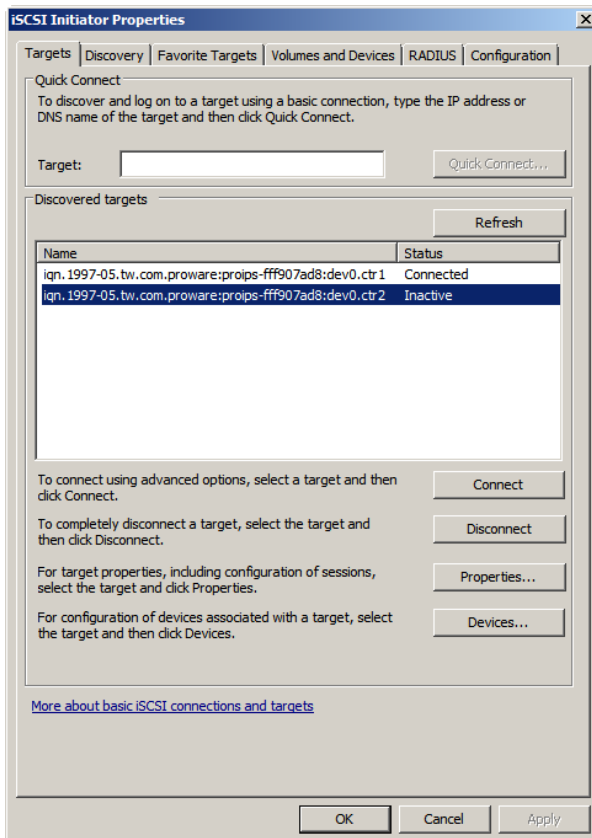 iSCSI Initiator Properties
Targets Discovery Favorite Targets Volumes and Devices RADIUS Configuration
Quick Connect
To discover and log on to a target using a basic connection, type the IP address or
DNS name of the target and then click Quick Connect.
Target: Quick Connect...
Discovered targets
Refresh
Name Status
iqn.1997-05.tw.com.proware:proips-fff907ad8:dev0.ctr1 Connected
iqn.1997-05.tw.com.proware:proips-fff907ad8:dev0.ctr2 Inactive
To connect using advanced options, select a target and then
click Connect.
Connect
To completely disconnect a target, select the target and
then click Disconnect.
Disconnect
For target properties, including configuration of sessions,
select the target and click Properties.
Properties...
For configuration of devices associated with a target, select
the target and then click Devices.
Devices...
More about basic iSCSI connections and targets
OK Cancel Apply